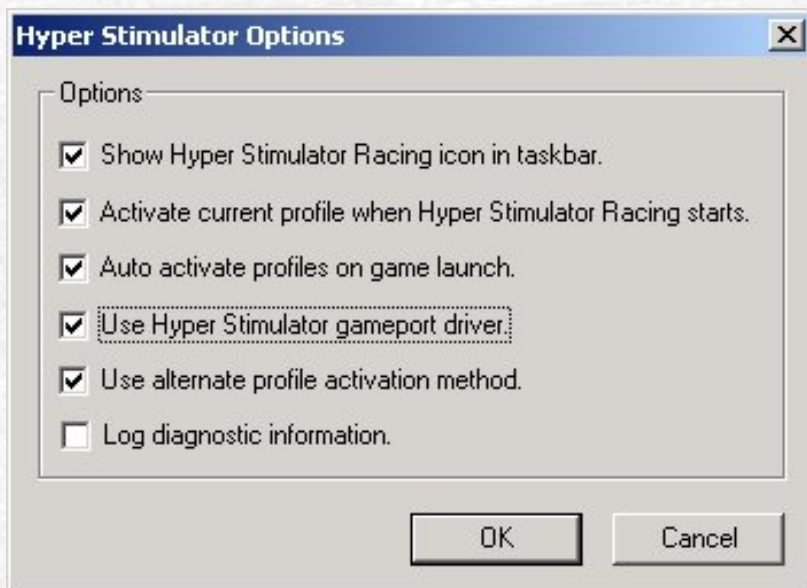 Hyper Stimulator Options
Options
Show Hyper Stimulator Racing icon in taskbar.
Activate current profile when Hyper Stimulator Racing starts.
Auto activate profiles on game launch.
Use Hyper Stimulator gameport driver.
Use alternate profile activation method.
Log diagnostic information.
OK Cancel